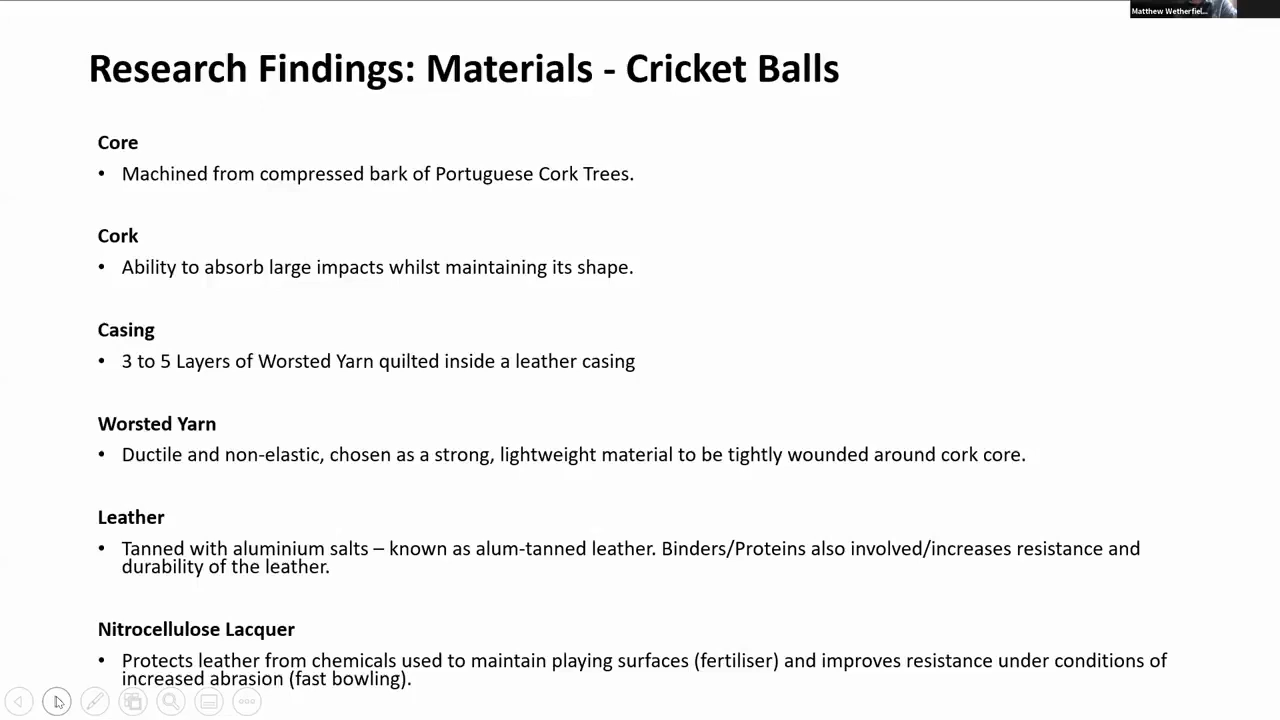 Matthew Wetherfiel...
Research Findings: Materials - Cricket Balls
Core
• Machined from compressed bark of Portuguese Cork Trees.
Cork
• Ability to absorb large impacts whilst maintaining its shape.
Casing
• 3 to 5 Layers of Worsted Yarn quilted inside a leather casing
Worsted Yarn
• Ductile and non-elastic, chosen as a strong, lightweight material to be tightly wounded around cork core.
Leather
• Tanned with aluminium salts – known as alum-tanned leather. Binders/Proteins also involved/increases resistance and
durability of the leather.
Nitrocellulose Lacquer
• Protects leather from chemicals used to maintain playing surfaces (fertiliser) and improves resistance under conditions of
increased abrasion (fast bowling).